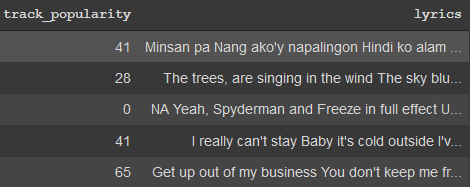 track_popularity lyrics
41 Minsan pa Nang ako'y napalingon Hindi ko alam ...
28 The trees, are singing in the wind The sky blu...
0 NA Yeah, Spyderman and Freeze in full effect U...
41 I really can't stay Baby it's cold outside I'v...
65 Get up out of my business You don't keep me fr...